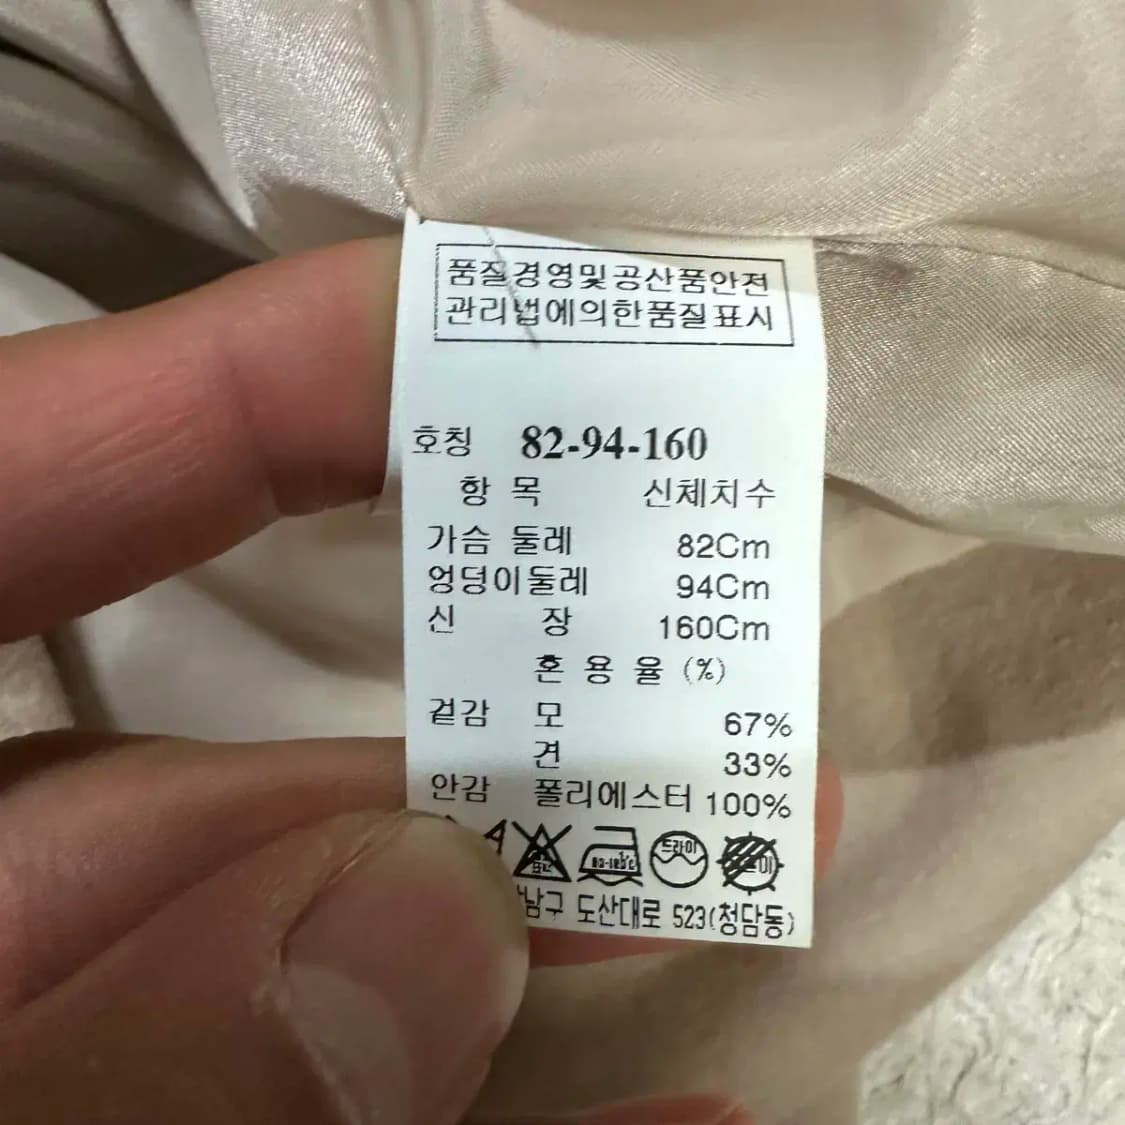 품질경영및공산품안전
관리법에의한품질표시
호칭 82-94-160
항 목 신체치수
가슴 둘레 82Cm
엉덩이둘레 94Cm
신 장 160Cm
혼 용 율 (%)
겉감 모 67%
견 33%
안감 폴리에스터 100%
드라이
도산대로 523(청담동)